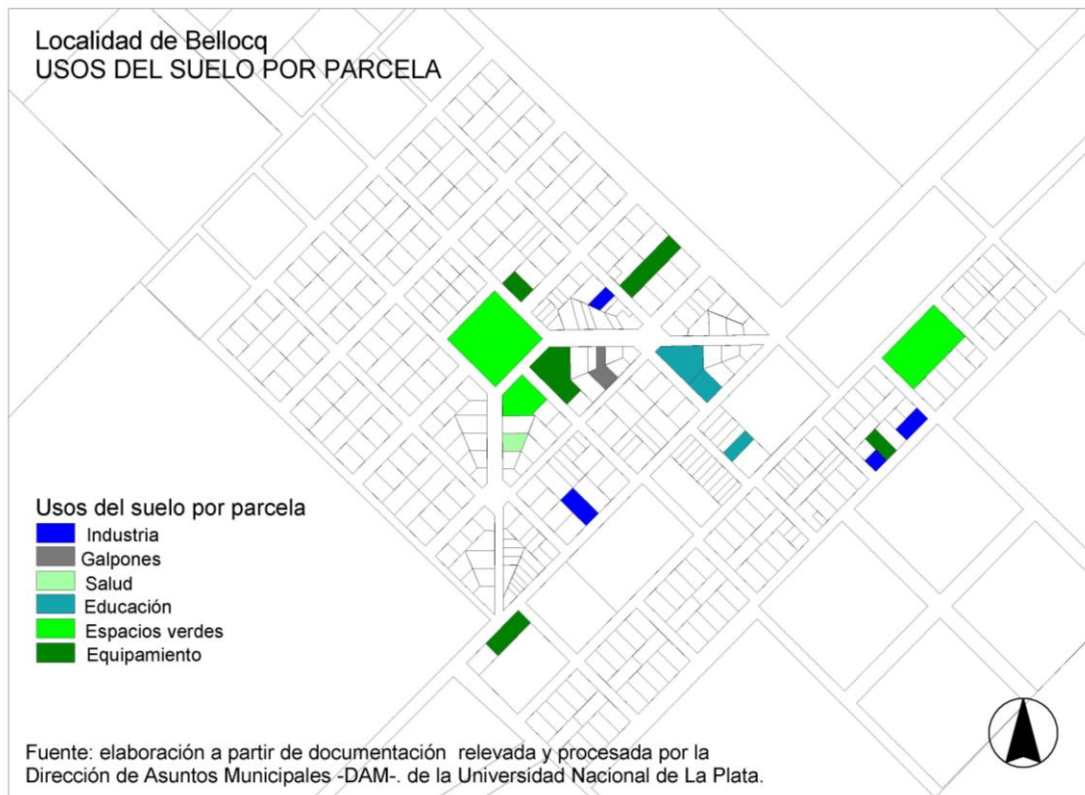 Localidad de Bellocq
USOS DEL SUELO POR PARCELA
Usos del suelo por parcela
Industria
Galpones
Salud
Educación
Espacios verdes
Equipamiento
Fuente: elaboración a partir de documentación relevada y procesada por la
Dirección de Asuntos Municipales -DAM-. de la Universidad Nacional de La Plata.